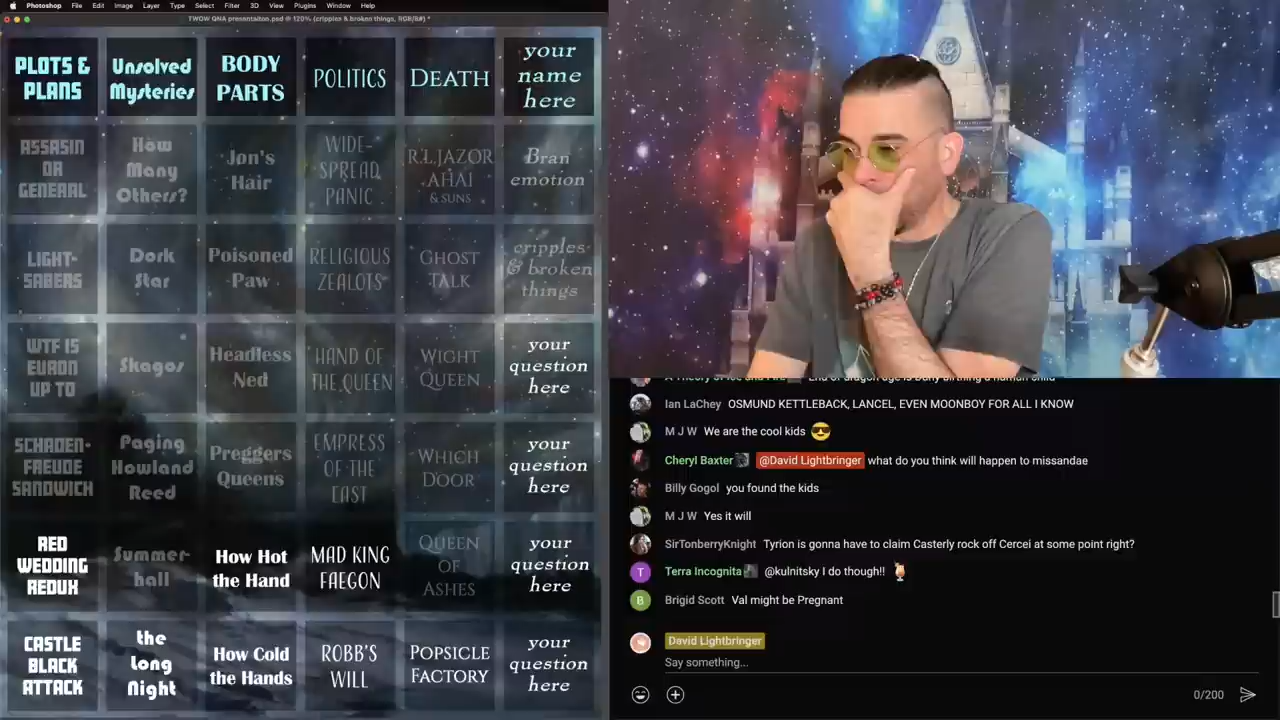 Photoshop File Edit Image Layer Type Select Filter 3D View Plugins Window Help
TWOW QNA presentaiton.psd @ 120% (cripples & broken things, RGB/8#) *
PLOTS &
PLANS
Unsolved
Mysteries
BODY
PARTS
POLITICS
DEATH
your
name
here
ASSASIN
OR
GENERAL
How
Many
Others?
Jon's
Hair
WIDE-
SPREAD
PANIC
R.L.JAZOR
AHAI
& SUNS
Bran
emotion
LIGHT-
SABERS
Dork
Star
Poisoned
Paw
RELIGIOUS
ZEALOTS
GHOST
TALK
cripples
& broken
things
WTF IS
EURON
UP TO
Skagos
Headless
Ned
HAND OF
THE QUEEN
WIGHT
QUEEN
your
question
here
SCHADEN-
FREUDE
SANDWICH
Paging
Howland
Reed
Preggers
Queens
EMPRESS
OF THE
EAST
WHICH
DOOR
your
question
here
RED
WEDDING
REDUX
Summer-
hall
How Hot
the Hand
MAD KING
FAEGON
QUEEN
OF
ASHES
your
question
here
CASTLE
BLACK
ATTACK
the
Long
Night
How Cold
the Hands
ROBB'S
WILL
POPSICLE
FACTORY
your
question
here
Ian LaChey OSMUND KETTLEBACK, LANCEL, EVEN MOONBOY FOR ALL I KNOW
M J W We are the cool kids
Cheryl Baxter @David Lightbringer what do you think will happen to missandae
Billy Gogol you found the kids
M J W Yes it will
SirTonberryKnight Tyrion is gonna have to claim Casterly rock off Cercei at some point right?
T Terra Incognita @kulnitsky I do though!!
B Brigid Scott Val might be Pregnant
David Lightbringer
Say something...
0/200